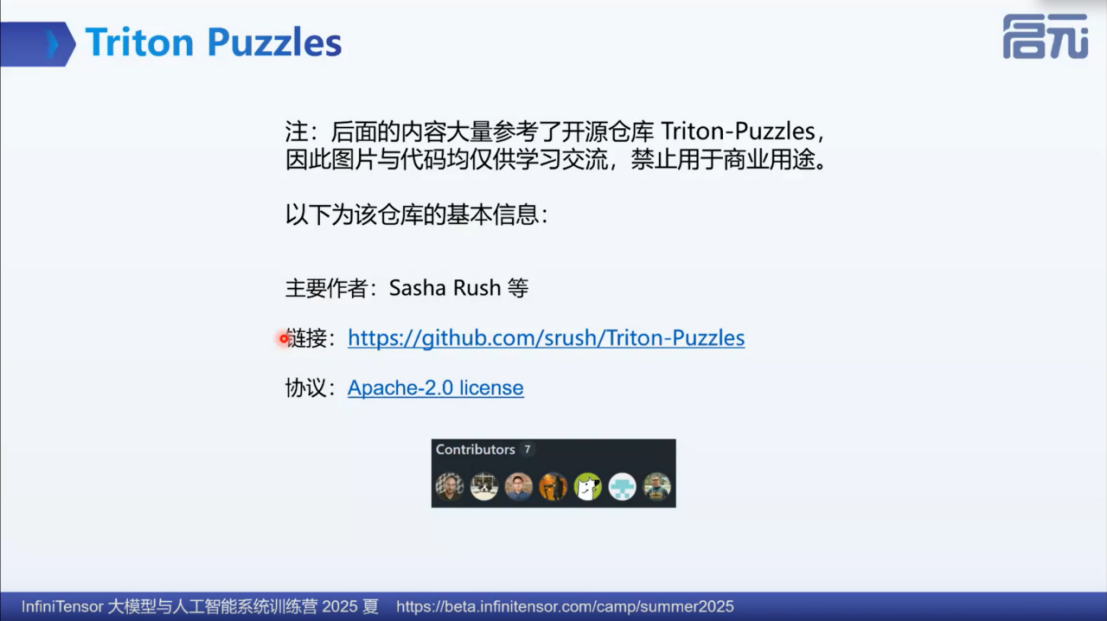 Triton Puzzles
启元
注：后面的内容大量参考了开源仓库 Triton-Puzzles，
因此图片与代码均仅供学习交流，禁止用于商业用途。
以下为该仓库的基本信息：
主要作者：Sasha Rush 等
链接：https://github.com/srush/Triton-Puzzles
协议：Apache-2.0 license
Contributors 7
InfiniTensor 大模型与人工智能系统训练营 2025 夏 https://beta.infinitensor.com/camp/summer2025